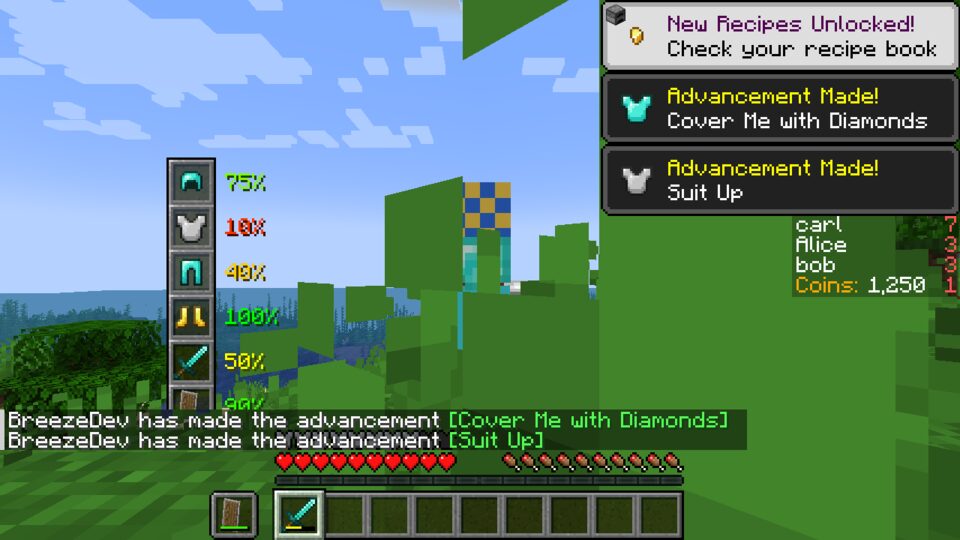 New Recipes Unlocked!
Check your recipe book
Advancement Made!
Cover Me with Diamonds
Advancement Made!
Suit Up
75%
10%
40%
100%
50%
90%
carl 7
Alice 3
bob 3
Coins: 1,250 1
BreezeDev has made the advancement [Cover Me with Diamonds]
BreezeDev has made the advancement [Suit Up]